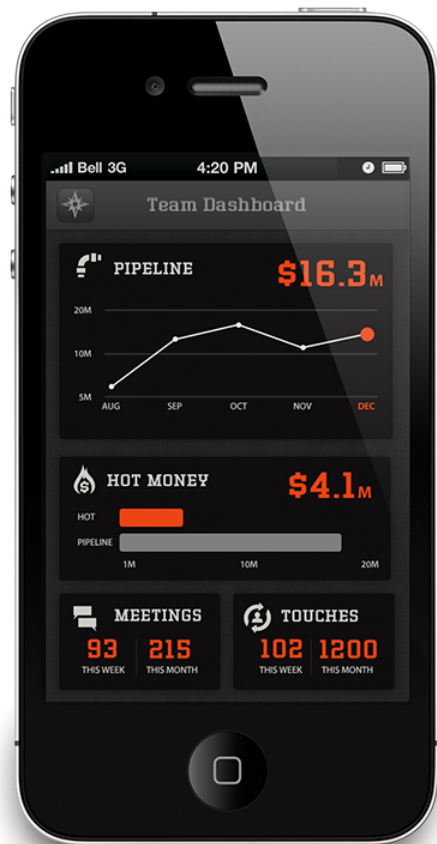 Bell 3G 4:20 PM
Team Dashboard
PIPELINE $16.3M
20M
10M
5M
AUG SEP OCT NOV DEC
HOT MONEY $4.1M
HOT
PIPELINE
1M 10M 20M
MEETINGS
93 215
THIS WEEK THIS MONTH
TOUCHES
102 1200
THIS WEEK THIS MONTH